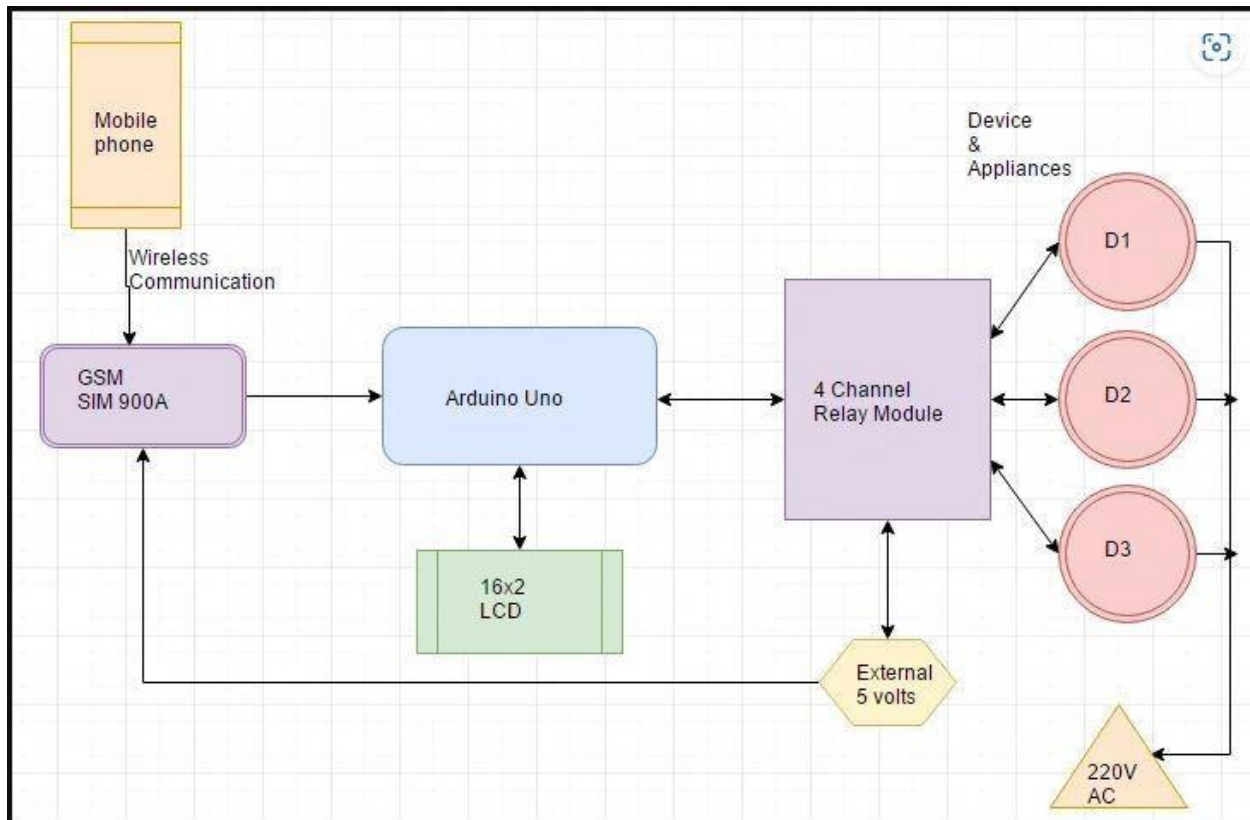 Mobile
phone
Wireless
Communication
GSM
SIM 900A
Arduino Uno
16x2
LCD
4 Channel
Relay Module
Device
&
Appliances
D1
D2
D3
External
5 volts
220V
AC